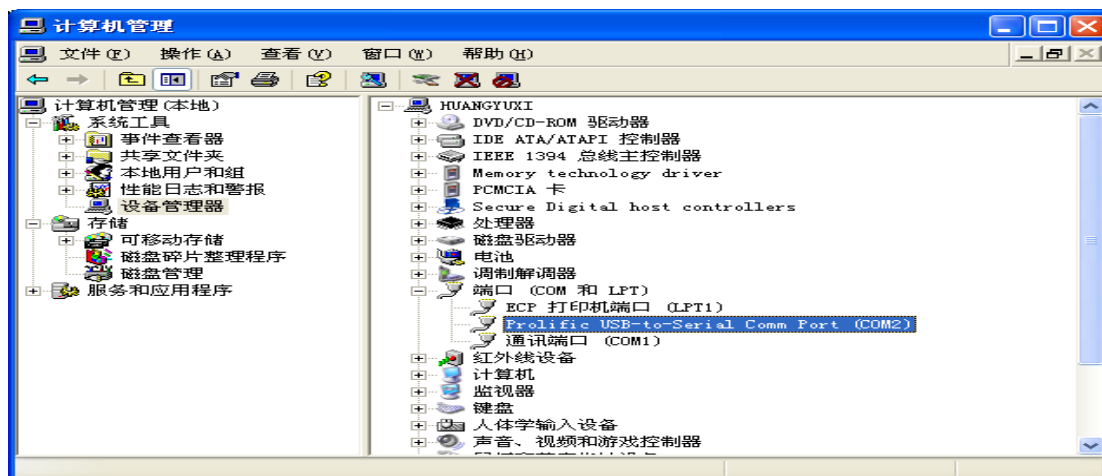 计算机管理
文件(F) 操作(A) 查看(V) 窗口(W) 帮助(H)
计算机管理(本地)
系统工具
事件查看器
共享文件夹
本地用户和组
性能日志和警报
设备管理器
存储
可移动存储
磁盘碎片整理程序
磁盘管理
服务和应用程序
HUANGYUXI
DVD/CD-ROM 驱动器
IDE ATA/ATAPI 控制器
IEEE 1394 总线主控制器
Memory technology driver
PCMCIA 卡
Secure Digital host controllers
处理器
磁盘驱动器
电池
调制解调器
端口 (COM 和 LPT)
ECP 打印机端口 (LPT1)
Prolific USB-to-Serial Comm Port (COM2)
通讯端口 (COM1)
红外线设备
计算机
监视器
键盘
人体学输入设备
声音、视频和游戏控制器